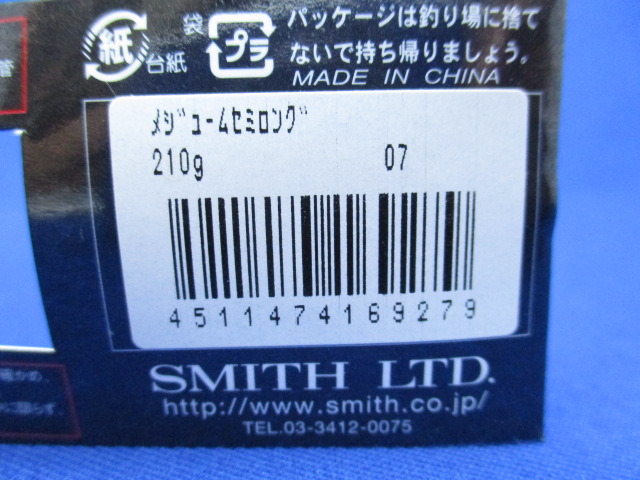 紙
台紙
袋
プラ
パッケージは釣り場に捨て
ないで持ち帰りましょう。
MADE IN CHINA
管
ﾒｼﾞｭｰﾑｾﾐﾛﾝｸﾞ
210g 07
4511474169279
SMITH LTD.
http://www.smith.co.jp/
TEL.03-3412-0075